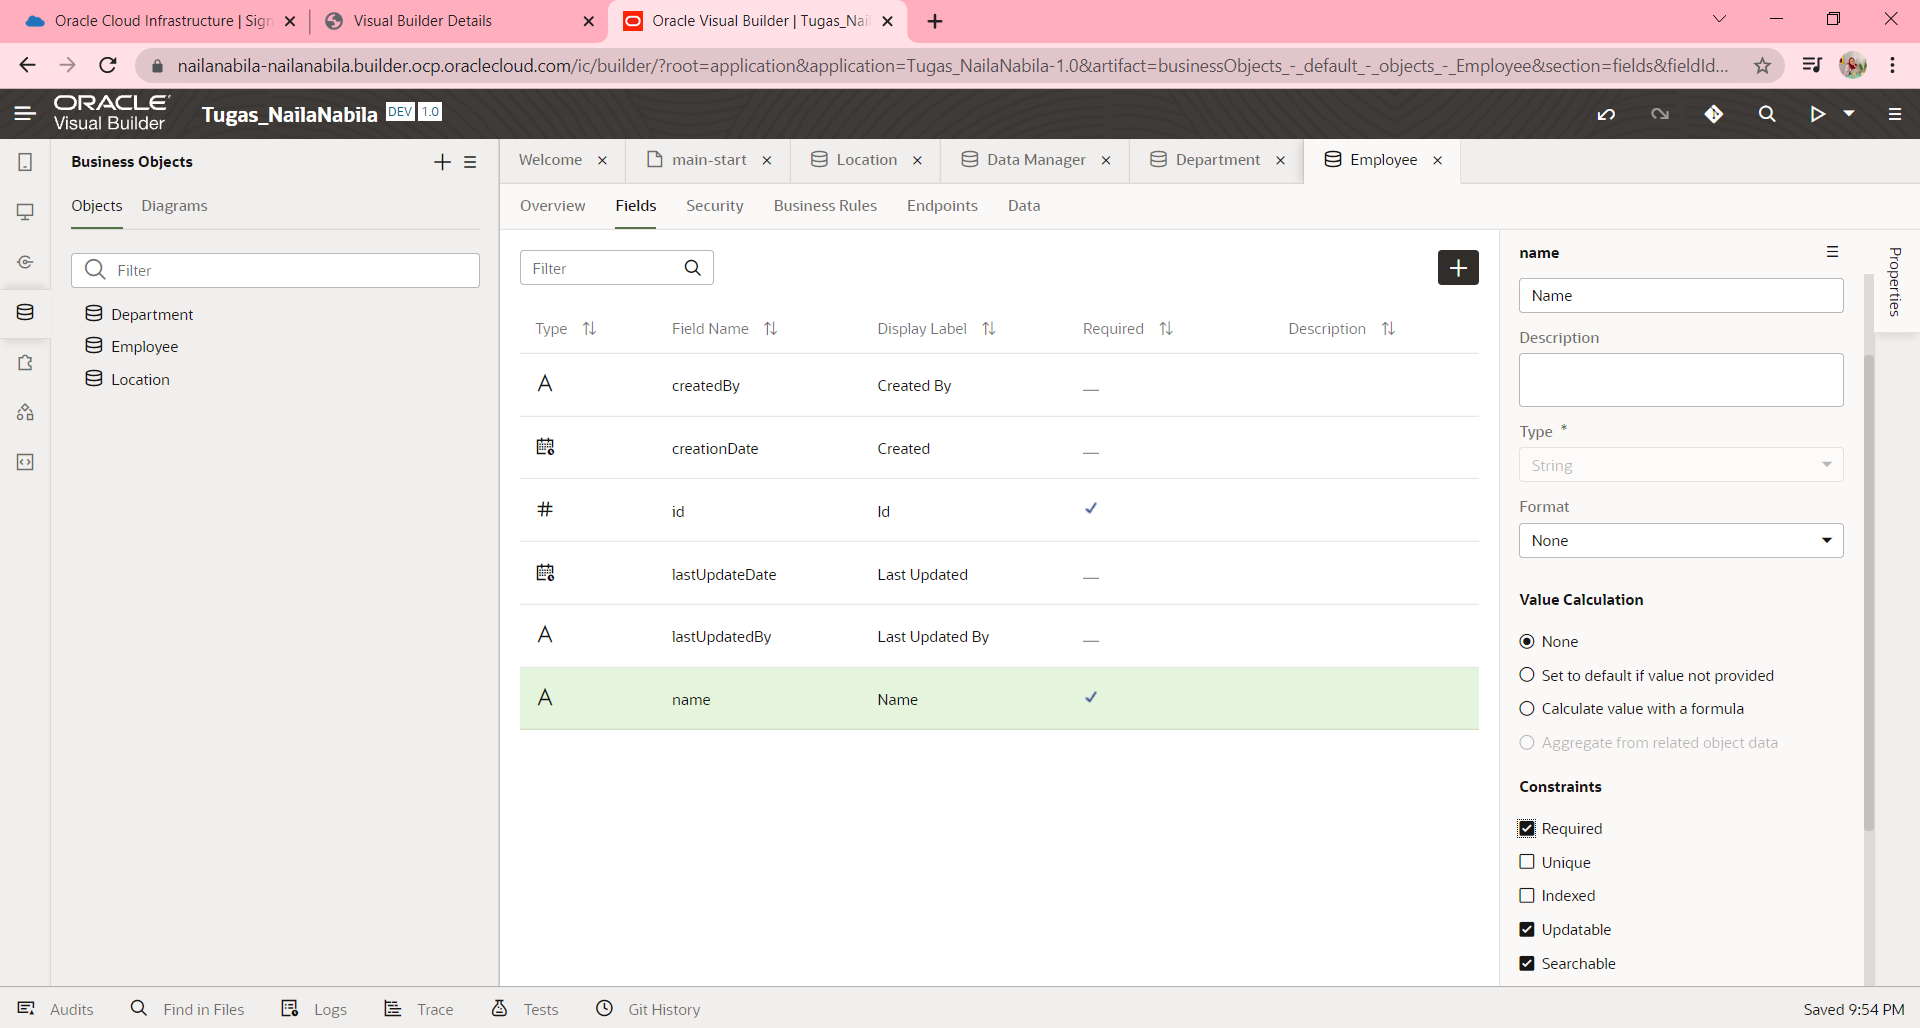 Oracle Cloud Infrastructure | Sign
Visual Builder Details
Oracle Visual Builder | Tugas_Nail
nailanabila-nailanabila.builder.ocp.oraclecloud.com/ic/builder/?root=application&application=Tugas_NailaNabila-1.0&artifact=businessObjects_-_default_-_objects_-_Employee&section=fields&fieldId...
ORACLE
Visual Builder
Tugas_NailaNabila DEV 1.0
Business Objects
Objects Diagrams
Filter
Department
Employee
Location
Welcome main-start Location Data Manager Department Employee
Overview Fields Security Business Rules Endpoints Data
Filter
Type Field Name Display Label Required Description
A createdBy Created By
creationDate Created
# id Id
lastUpdateDate Last Updated
A lastUpdatedBy Last Updated By
A name Name
Properties
name
Name
Description
Type *
String
Format
None
Value Calculation
None
Set to default if value not provided
Calculate value with a formula
Aggregate from related object data
Constraints
Required
Unique
Indexed
Updatable
Searchable
Audits Find in Files Logs Trace Tests Git History
Saved 9:54 PM